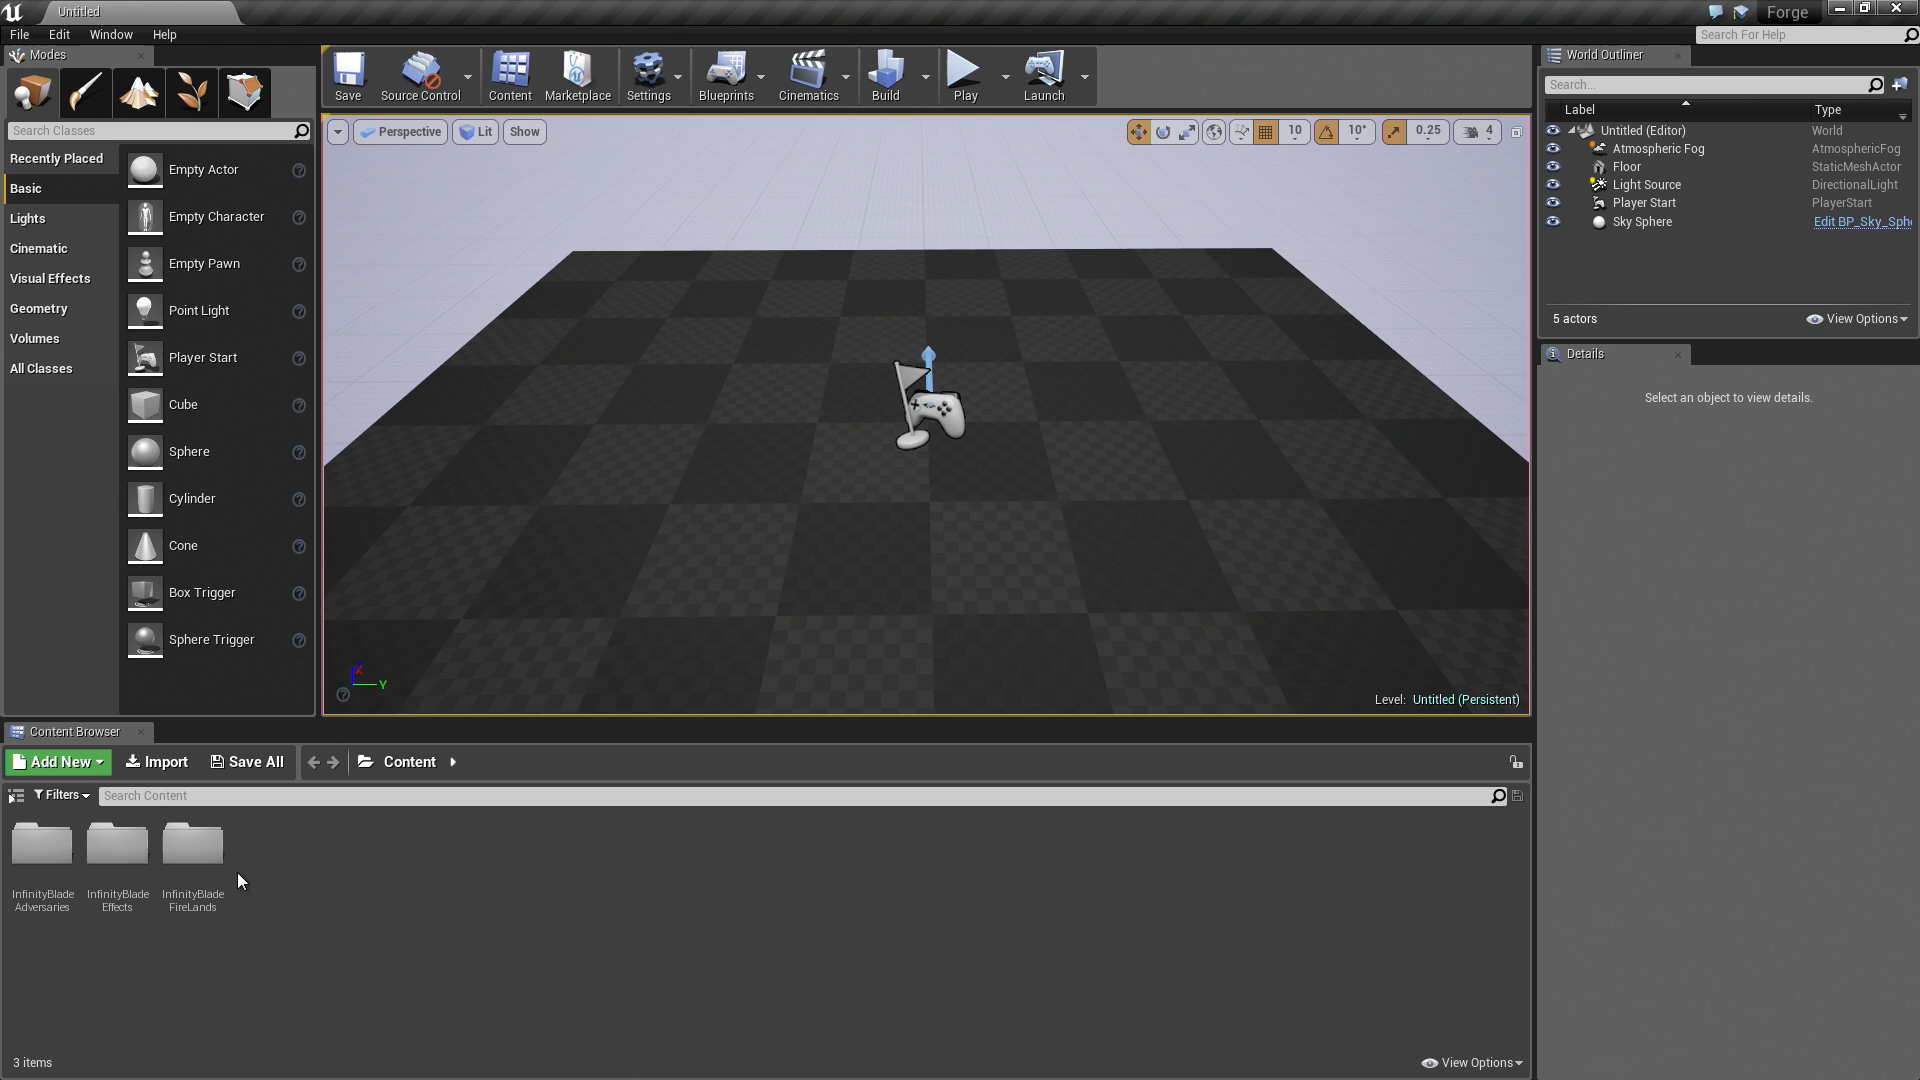 Untitled
Forge
File Edit Window Help
Search For Help
Modes
Search Classes
Recently Placed
Basic
Lights
Cinematic
Visual Effects
Geometry
Volumes
All Classes
Empty Actor
Empty Character
Empty Pawn
Point Light
Player Start
Cube
Sphere
Cylinder
Cone
Box Trigger
Sphere Trigger
Save
Source Control
Content
Marketplace
Settings
Blueprints
Cinematics
Build
Play
Launch
Perspective
Lit
Show
10
10°
0.25
4
Z
Y
Level: Untitled (Persistent)
World Outliner
Search...
Label Type
Untitled (Editor) World
Atmospheric Fog AtmosphericFog
Floor StaticMeshActor
Light Source DirectionalLight
Player Start PlayerStart
Sky Sphere Edit BP_Sky_Sph
5 actors
View Options
Details
Select an object to view details.
Content Browser
Add New
Import
Save All
Content
Filters
Search Content
InfinityBlade
Adversaries
InfinityBlade
Effects
InfinityBlade
FireLands
3 items
View Options